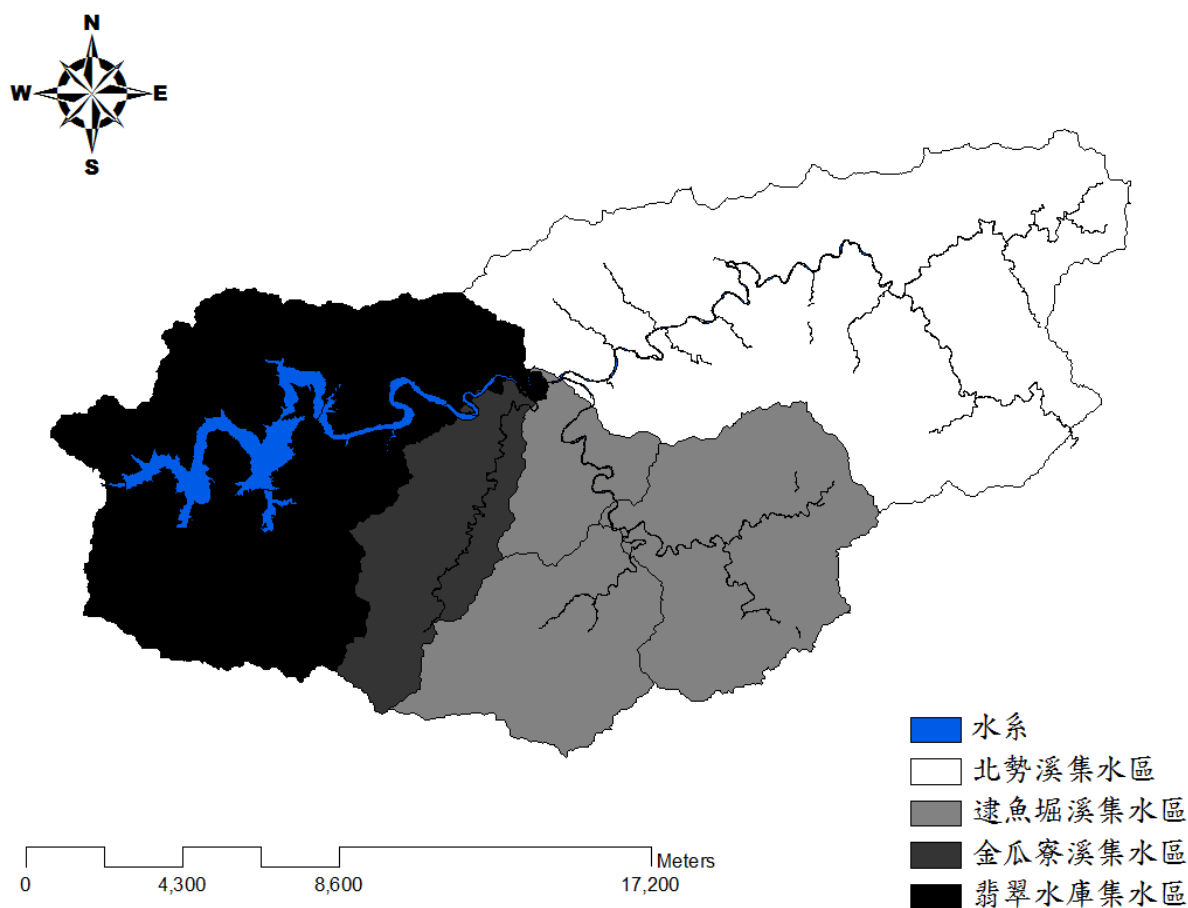 N
W E
S
水系
北勢溪集水區
逮魚堀溪集水區
金瓜寮溪集水區
翡翠水庫集水區
Meters
0 4,300 8,600 17,200